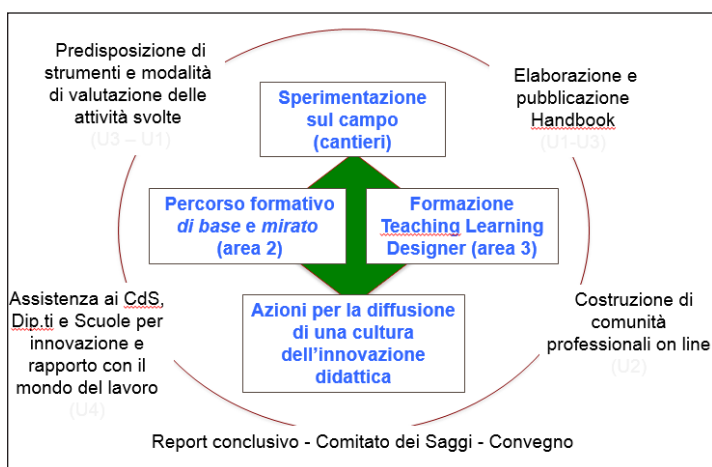 Predisposizione di
strumenti e modalità
di valutazione delle
attività svolte
(U3 – U1)
Elaborazione e
pubblicazione
Handbook
(U1-U3)
Sperimentazione
sul campo
(cantieri)
Percorso formativo
di base e mirato
(area 2)
Formazione
Teaching Learning
Designer (area 3)
Assistenza ai CdS,
Dip.ti e Scuole per
innovazione e
rapporto con il
mondo del lavoro
(U4)
Azioni per la diffusione
di una cultura
dell'innovazione
didattica
Costruzione di
comunità
professionali on line
(U2)
Report conclusivo - Comitato dei Saggi - Convegno